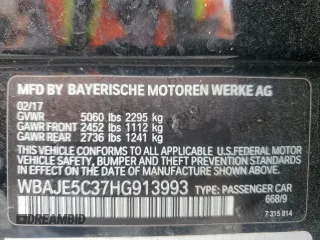 MFD BY BAYERISCHE MOTOREN WERKE AG
02/17
GVWR 5060 lbs 2295 kg
GAWR FRONT 2452 lbs 1112 kg
GAWR REAR 2736 lbs 1241 kg
THIS VEHICLE CONFORMS TO ALL APPLICABLE U.S.FEDERAL MOTOR VEHICLE SAFETY, BUMPER, AND THEFT PREVENTION STANDARDS IN EFFECT ON THE DATE OF MANUFACTURE SHOWN ABOVE.
WBAJE5C37HG913993 TYPE: PASSENGER CAR
668/9
7 315 814
DREAMBID